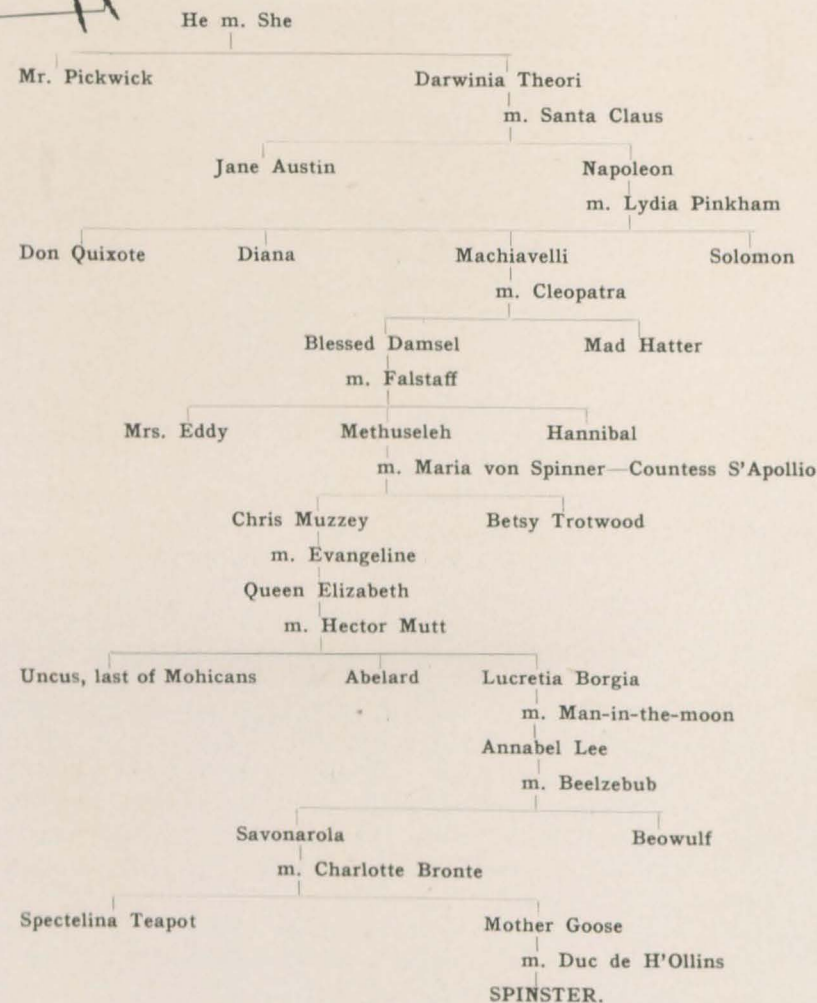 He m. She
Mr. Pickwick Darwinia Theori
m. Santa Claus
Jane Austin Napoleon
m. Lydia Pinkham
Don Quixote Diana Machiavelli Solomon
m. Cleopatra
Blessed Damsel Mad Hatter
m. Falstaff
Mrs. Eddy Methuseleh Hannibal
m. Maria von Spinner—Countess S'Apollio
Chris Muzzey Betsy Trotwood
m. Evangeline
Queen Elizabeth
m. Hector Mutt
Uncus, last of Mohicans Abelard Lucretia Borgia
m. Man-in-the-moon
Annabel Lee
m. Beelzebub
Savonarola Beowulf
m. Charlotte Bronte
Spectelina Teapot Mother Goose
m. Duc de H'Ollins
SPINSTER.